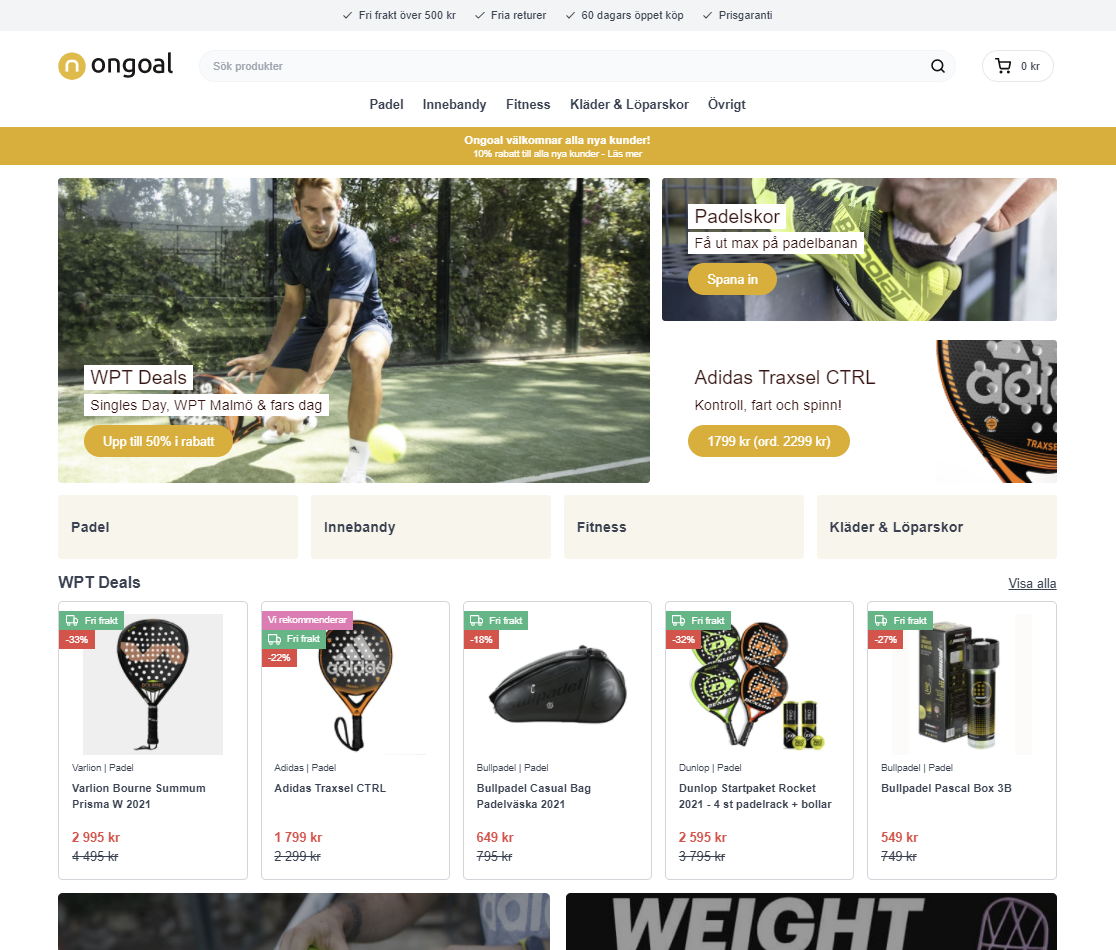 Fri frakt över 500 kr
Fria returer
60 dagars öppet köp
Prisgaranti
ongoal
Sök produkter
0 kr
Padel
Innebandy
Fitness
Kläder & Löparskor
Övrigt
Ongoal välkomnar alla nya kunder!
10% rabatt till alla nya kunder - Läs mer
WPT Deals
Singles Day, WPT Malmö & fars dag
Upp till 50% i rabatt
Padelskor
Få ut max på padelbanan
Spana in
Adidas Traxsel CTRL
Kontroll, fart och spinn!
1799 kr (ord. 2299 kr)
Padel
Innebandy
Fitness
Kläder & Löparskor
WPT Deals
Visa alla
Fri frakt
-33%
Varlion | Padel
Varlion Bourne Summum
Prisma W 2021
2 995 kr
4 495 kr
Vi rekommenderar
Fri frakt
-22%
adidas
Adidas | Padel
Adidas Traxsel CTRL
1 799 kr
2 299 kr
Fri frakt
-18%
Bullpadel | Padel
Bullpadel Casual Bag
Padelväska 2021
649 kr
795 kr
Fri frakt
-32%
DUNLOP
DUNLOP
Dunlop | Padel
Dunlop Startpaket Rocket
2021 - 4 st padelrack + bollar
2 595 kr
3 795 kr
Fri frakt
-27%
Bullpadel | Padel
Bullpadel Pascal Box 3B
549 kr
749 kr
WEIGHT